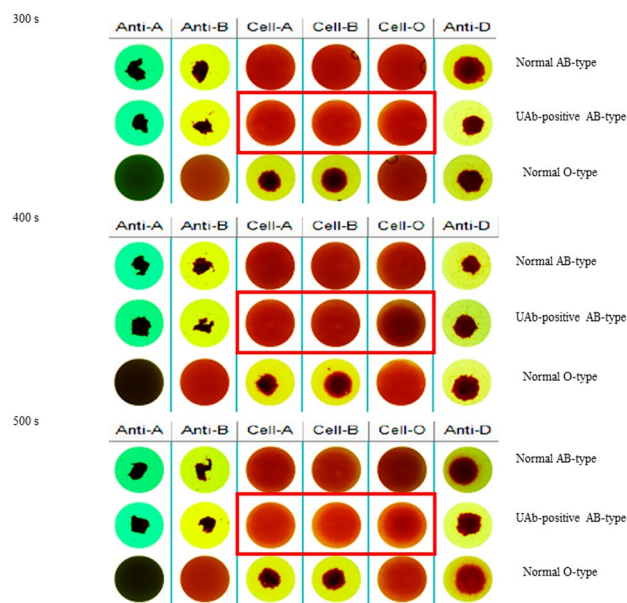 300 s
Anti-A Anti-B Cell-A Cell-B Cell-O Anti-D
Normal AB-type
UAb-positive AB-type
Normal O-type
400 s
Anti-A Anti-B Cell-A Cell-B Cell-O Anti-D
Normal AB-type
UAb-positive AB-type
Normal O-type
500 s
Anti-A Anti-B Cell-A Cell-B Cell-O Anti-D
Normal AB-type
UAb-positive AB-type
Normal O-type